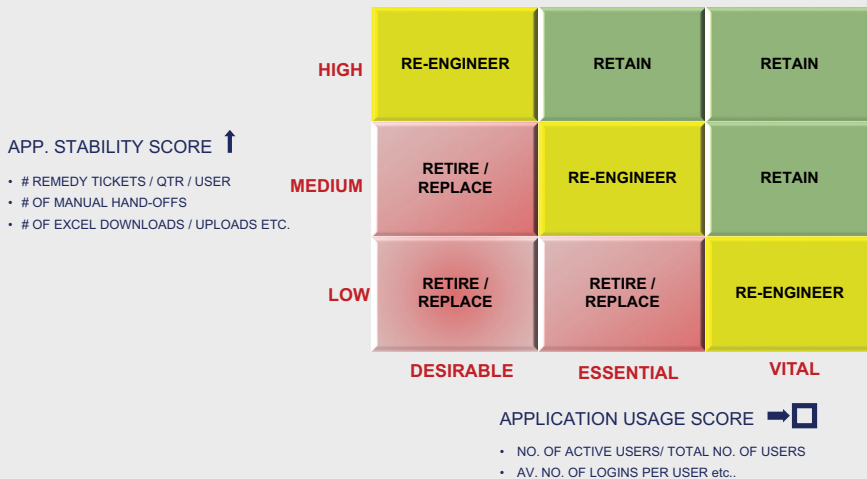 HIGH
RE-ENGINEER
RETAIN
RETAIN
APP. STABILITY SCORE
• # REMEDY TICKETS / QTR / USER
• # OF MANUAL HAND-OFFS
• # OF EXCEL DOWNLOADS / UPLOADS ETC.
MEDIUM
RETIRE /
REPLACE
RE-ENGINEER
RETAIN
LOW
RETIRE /
REPLACE
RETIRE /
REPLACE
RE-ENGINEER
DESIRABLE
ESSENTIAL
VITAL
APPLICATION USAGE SCORE
• NO. OF ACTIVE USERS/ TOTAL NO. OF USERS
• AV. NO. OF LOGINS PER USER etc..